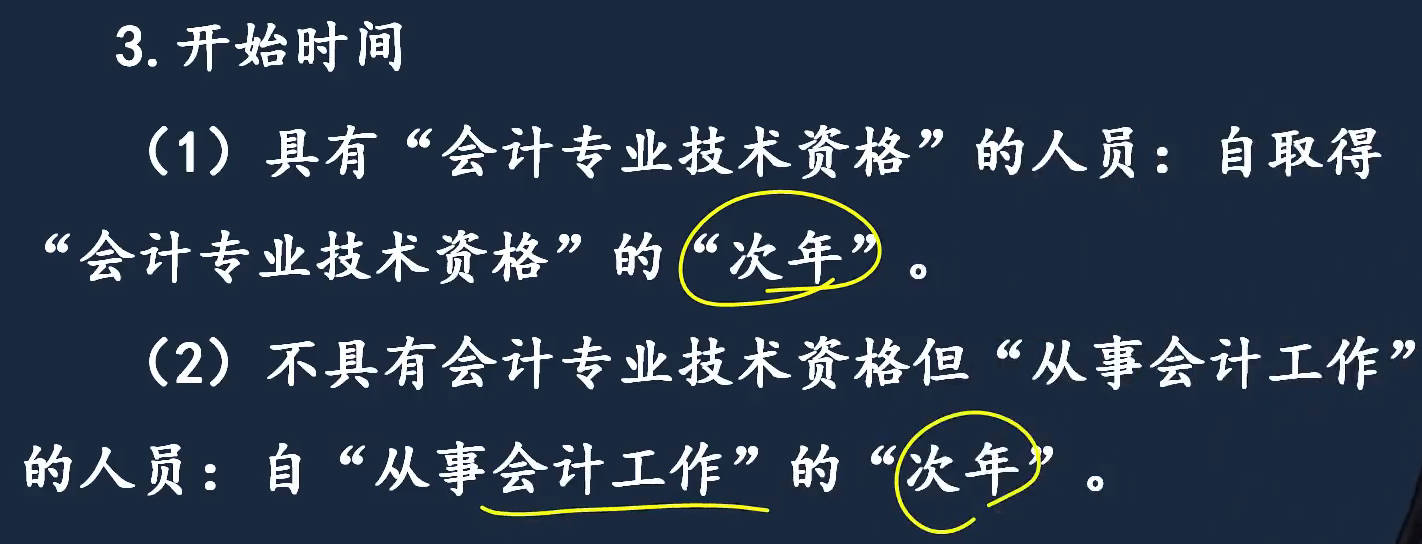 3. 开始时间
（1）具有“会计专业技术资格”的人员：自取得
“会计专业技术资格”的“次年”。
（2）不具有会计专业技术资格但“从事会计工作”
的人员：自“从事会计工作”的“次年”。